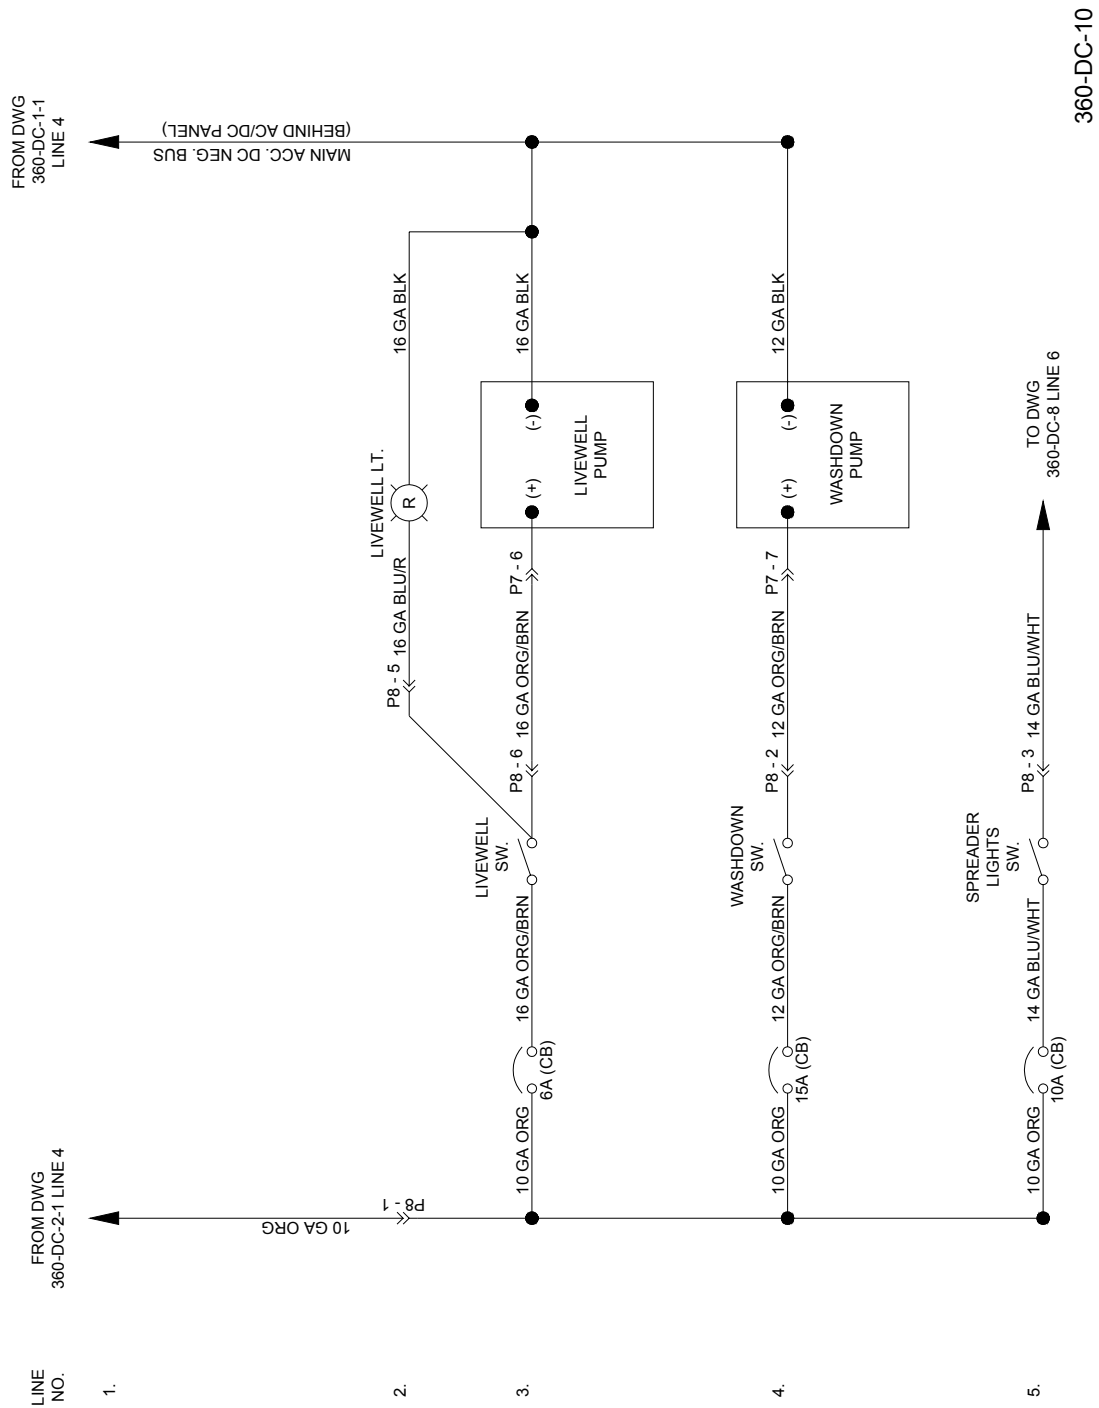 LINE
NO.
FROM DWG
360-DC-2-1 LINE 4
FROM DWG
360-DC-1-1
LINE 4
1.
10 GA ORG
MAIN ACC. DC NEG. BUS
(BEHIND AC/DC PANEL)
2.
P8 - 1
P8 - 5
16 GA BLU/R
LIVEWELL LT.
R
16 GA BLK
3.
10 GA ORG
6A (CB)
16 GA ORG/BRN
LIVEWELL
SW.
P8 - 6
16 GA ORG/BRN
P7 - 6
(+)
(-)
LIVEWELL
PUMP
16 GA BLK
4.
10 GA ORG
15A (CB)
12 GA ORG/BRN
WASHDOWN
SW.
P8 - 2
12 GA ORG/BRN
P7 - 7
(+)
(-)
WASHDOWN
PUMP
12 GA BLK
5.
10 GA ORG
10A (CB)
14 GA BLU/WHT
SPREADER
LIGHTS
SW.
P8 - 3
14 GA BLU/WHT
TO DWG
360-DC-8 LINE 6
360-DC-10